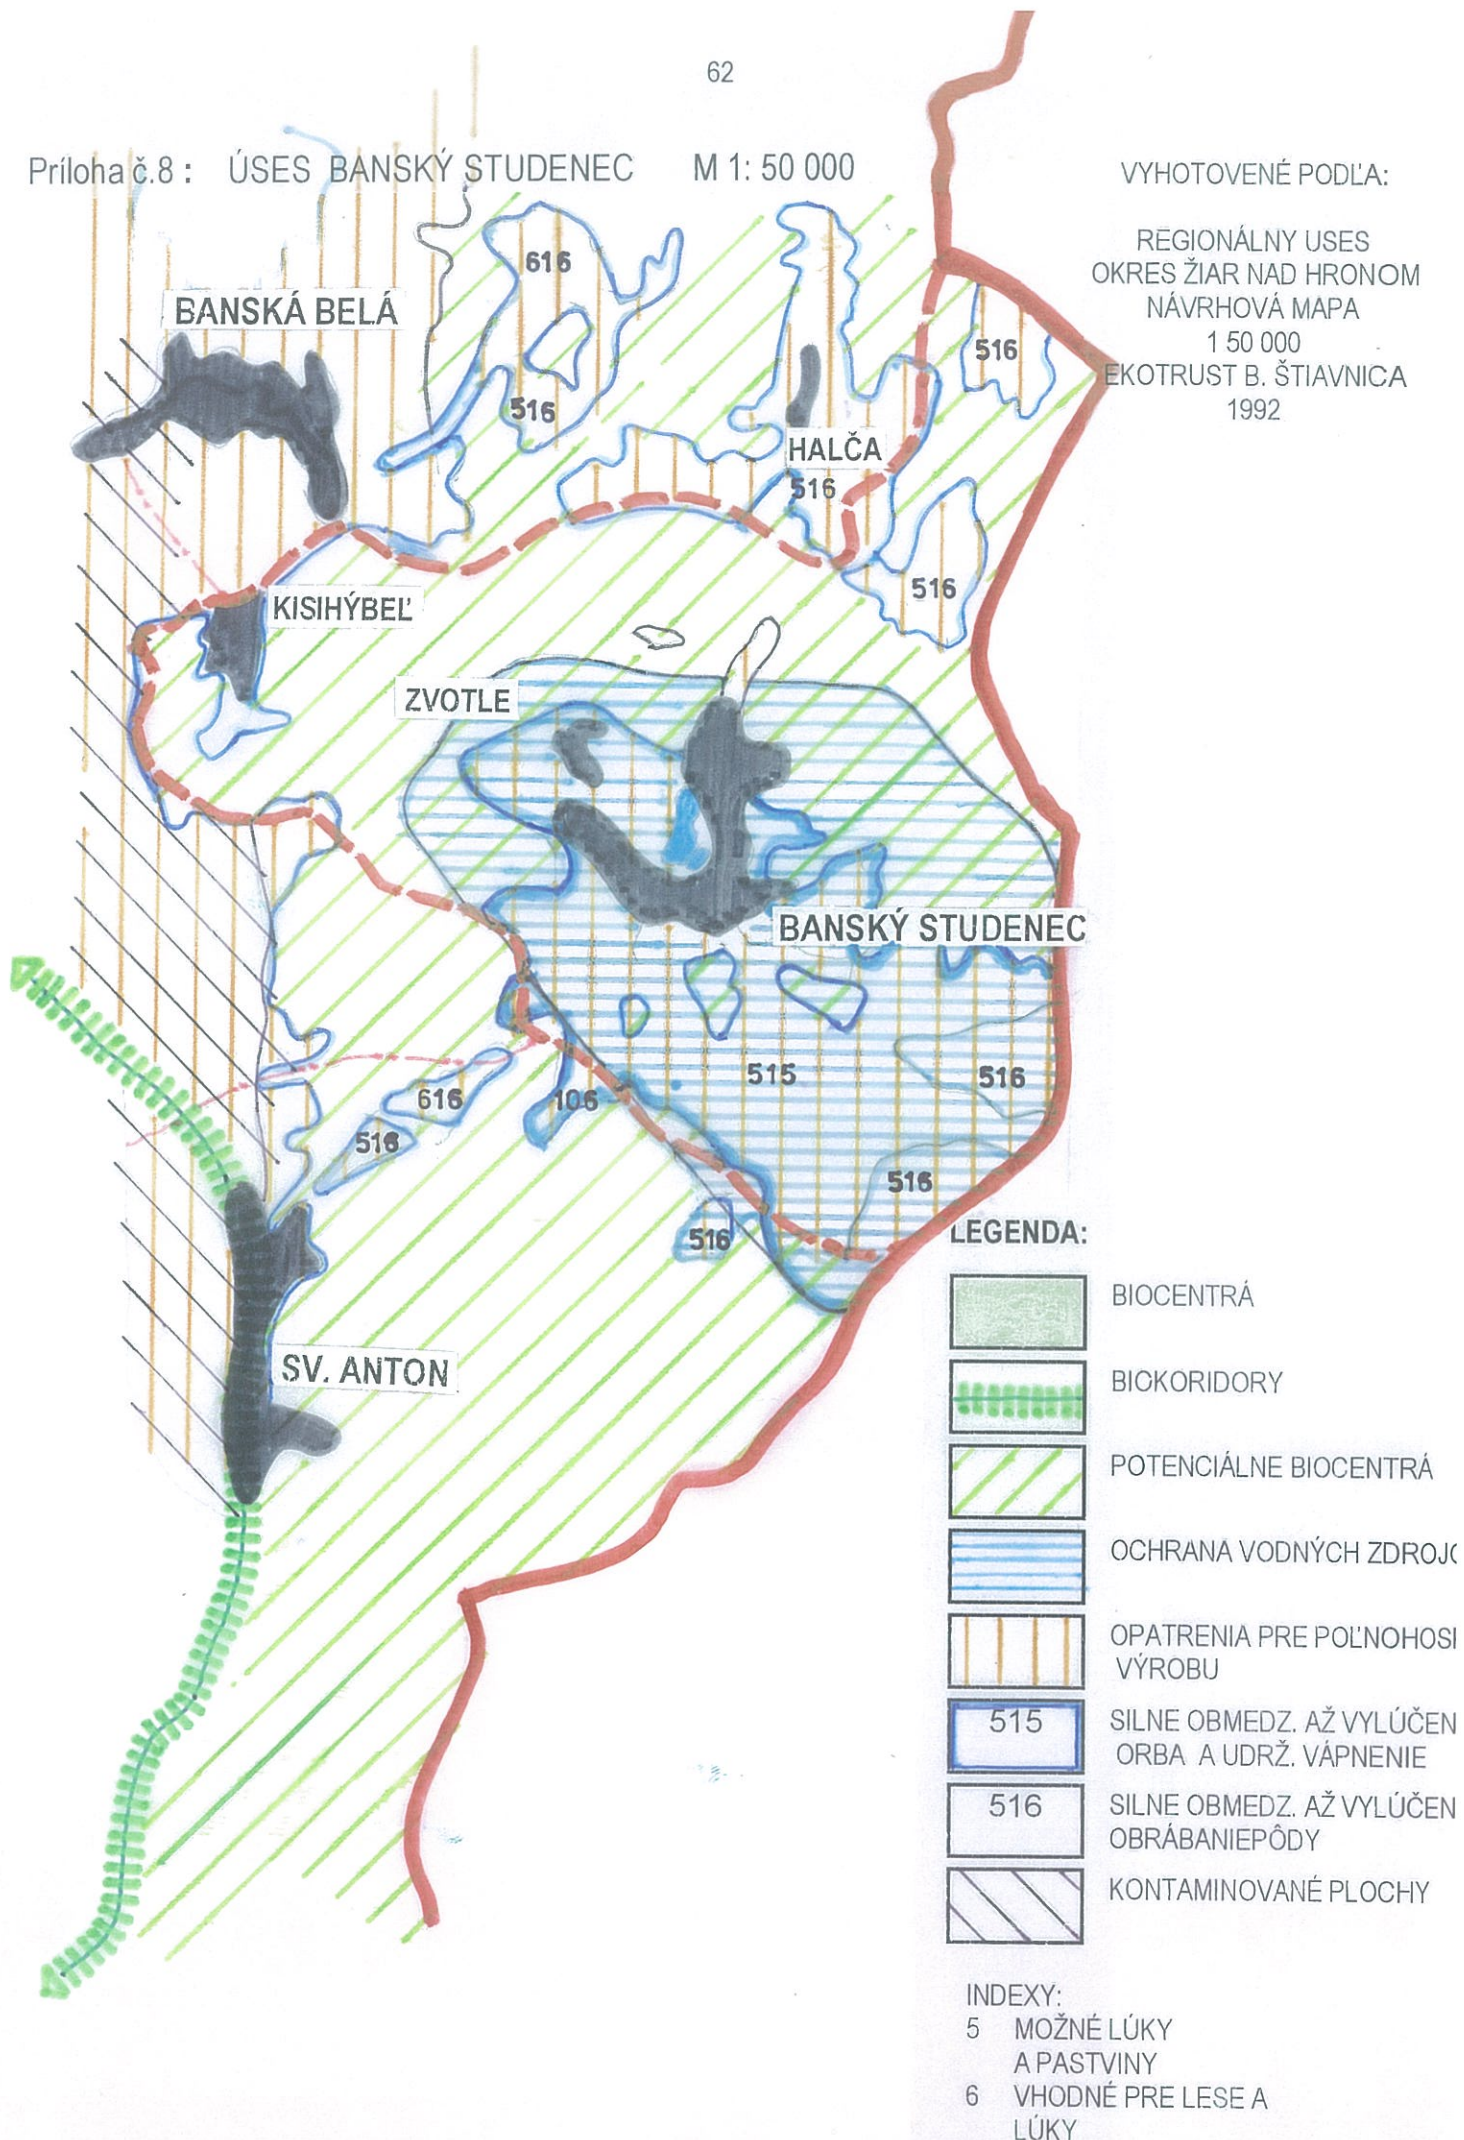 62
Príloha č.8 : ÚSES BANSKÝ STUDENEC M 1: 50 000
VYHOTOVENÉ PODĽA:
REGIONÁLNY USES
OKRES ŽIAR NAD HRONOM
NÁVRHOVÁ MAPA
1 50 000
EKOTRUST B. ŠTIAVNICA
1992
616
BANSKÁ BELÁ
516
516
HALČA
516
516
KISIHÝBEĽ
ZVOTLE
BANSKÝ STUDENEC
515
516
616
106
516
516
516
SV. ANTON
LEGENDA:
BIOCENTRÁ
BIOKORIDORY
POTENCIÁLNE BIOCENTRÁ
OCHRANA VODNÝCH ZDROJO
OPATRENIA PRE POĽNOHOSI
VÝROBU
515 SILNE OBMEDZ. AŽ VYLÚČEN
ORBA A UDRŽ. VÁPNENIE
516 SILNE OBMEDZ. AŽ VYLÚČEN
OBRÁBANIEPÔDY
KONTAMINOVANÉ PLOCHY
INDEXY:
5 MOŽNÉ LÚKY
A PASTVINY
6 VHODNÉ PRE LESE A
LÚKY